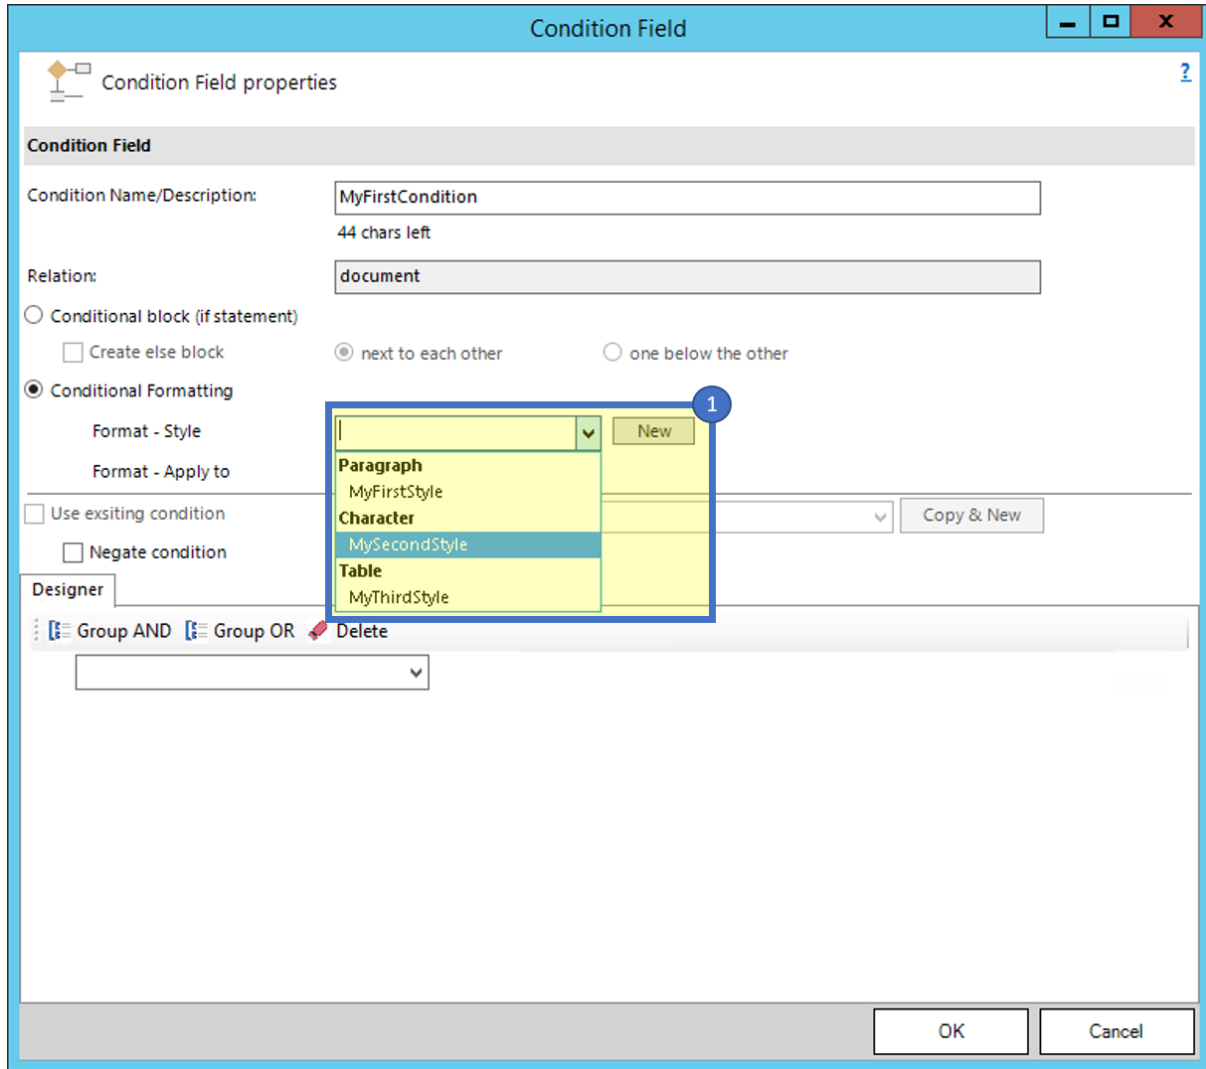 Condition Field
Condition Field properties
?
Condition Field
Condition Name/Description: MyFirstCondition
44 chars left
Relation: document
Conditional block (if statement)
Create else block next to each other one below the other
Conditional Formatting
1
Format - Style New
Format - Apply to
Paragraph
MyFirstStyle
Use exsiting condition Copy & New
Character
Negate condition MySecondStyle
Table
MyThirdStyle
Designer
Group AND Group OR Delete
OK Cancel